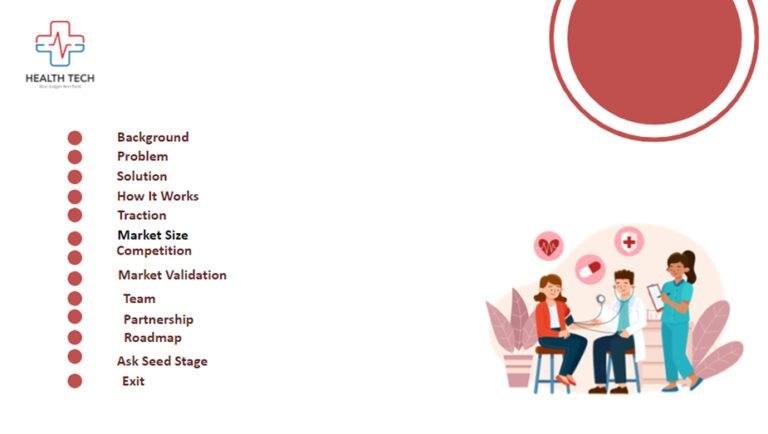 HEALTH TECH
Background
Problem
Solution
How It Works
Traction
Market Size
Competition
Market Validation
Team
Partnership
Roadmap
Ask Seed Stage
Exit